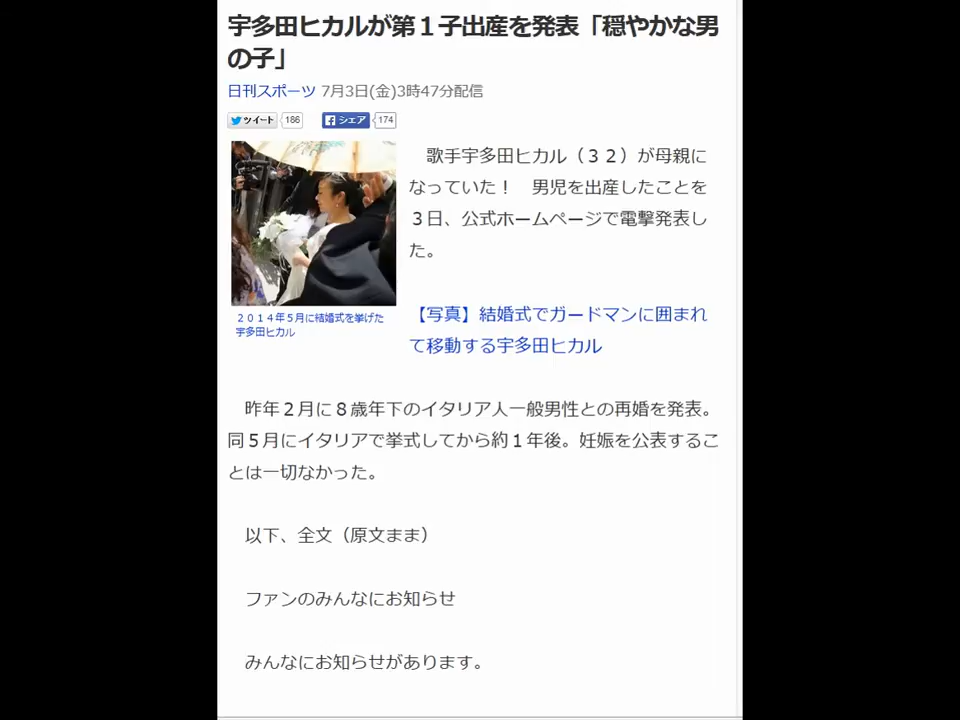 宇多田ヒカルが第１子出産を発表「穏やかな男
の子」
日刊スポーツ 7月3日(金)3時47分配信
ツイート 186 シェア 174
歌手宇多田ヒカル（３２）が母親に
なっていた！　男児を出産したことを
３日、公式ホームページで電撃発表し
た。
２０１４年５月に結婚式を挙げた
宇多田ヒカル
【写真】結婚式でガードマンに囲まれ
て移動する宇多田ヒカル
昨年２月に８歳年下のイタリア人一般男性との再婚を発表。
同５月にイタリアで挙式してから約１年後。妊娠を公表するこ
とは一切なかった。
以下、全文（原文まま）
ファンのみんなにお知らせ
みんなにお知らせがあります。